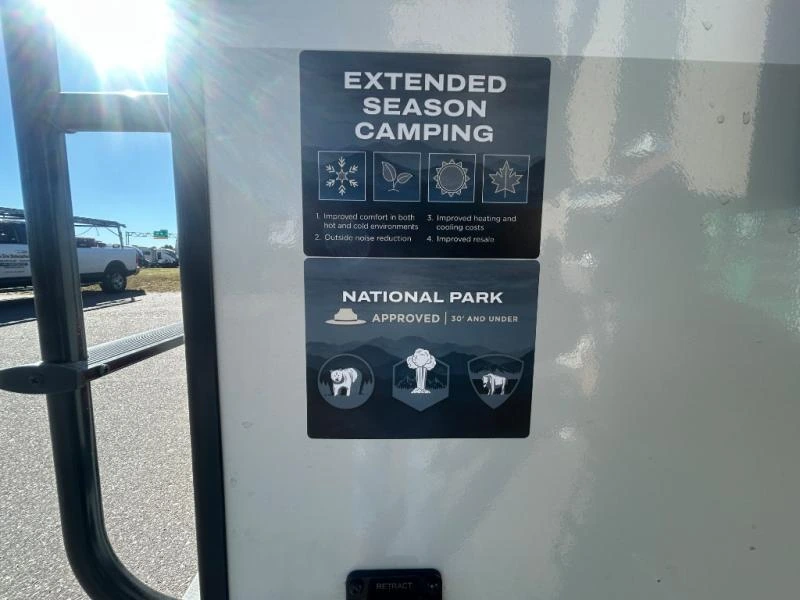 EXTENDED
SEASON
CAMPING
1. Improved comfort in both
hot and cold environments
2. Outside noise reduction
3. Improved heating and
cooling costs
4. Improved resale
NATIONAL PARK
APPROVED | 30' AND UNDER
RETRACT